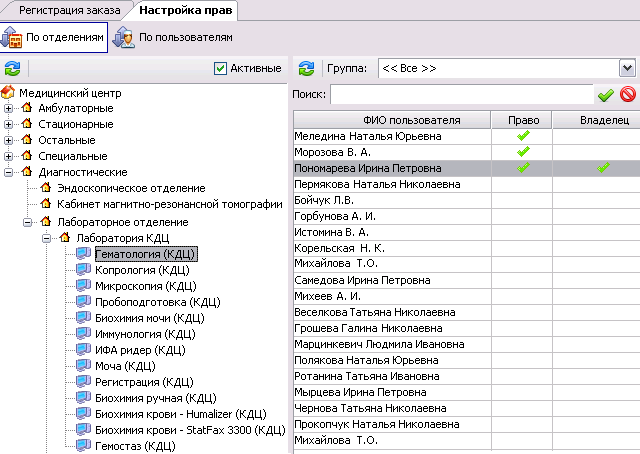 Регистрация заказа
Настройка прав
По отделениям
По пользователям
Активные
Группа:
<< Все >>
Медицинский центр
Амбулаторные
Стационарные
Остальные
Специальные
Диагностические
Эндоскопическое отделение
Кабинет магнитно-резонансной томографии
Лабораторное отделение
Лаборатория КДЦ
Гематология (КДЦ)
Копрология (КДЦ)
Микроскопия (КДЦ)
Пробоподготовка (КДЦ)
Биохимия мочи (КДЦ)
Иммунология (КДЦ)
ИФА ридер (КДЦ)
Моча (КДЦ)
Регистрация (КДЦ)
Биохимия ручная (КДЦ)
Биохимия крови - Humalizer (КДЦ)
Биохимия крови - StatFax 3300 (КДЦ)
Гемостаз (КДЦ)
Поиск:
ФИО пользователя Право Владелец
Меледина Наталья Юрьевна
Морозова В. А.
Пономарева Ирина Петровна
Пермякова Наталья Николаевна
Бойчук Л.В.
Горбунова А. И.
Истомина В. А.
Корельская Н. К.
Михайлова Т.О.
Самедова Ирина Петровна
Михеев А. И.
Веселкова Татьяна Николаевна
Грошева Галина Николаевна
Марцинкевич Людмила Ивановна
Полякова Наталья Юрьевна
Ротанина Татьяна Ивановна
Мырцева Ирина Петровна
Чернова Татьяна Николаевна
Прокопчук Наталья Николаевна
Михайлова Т.О.